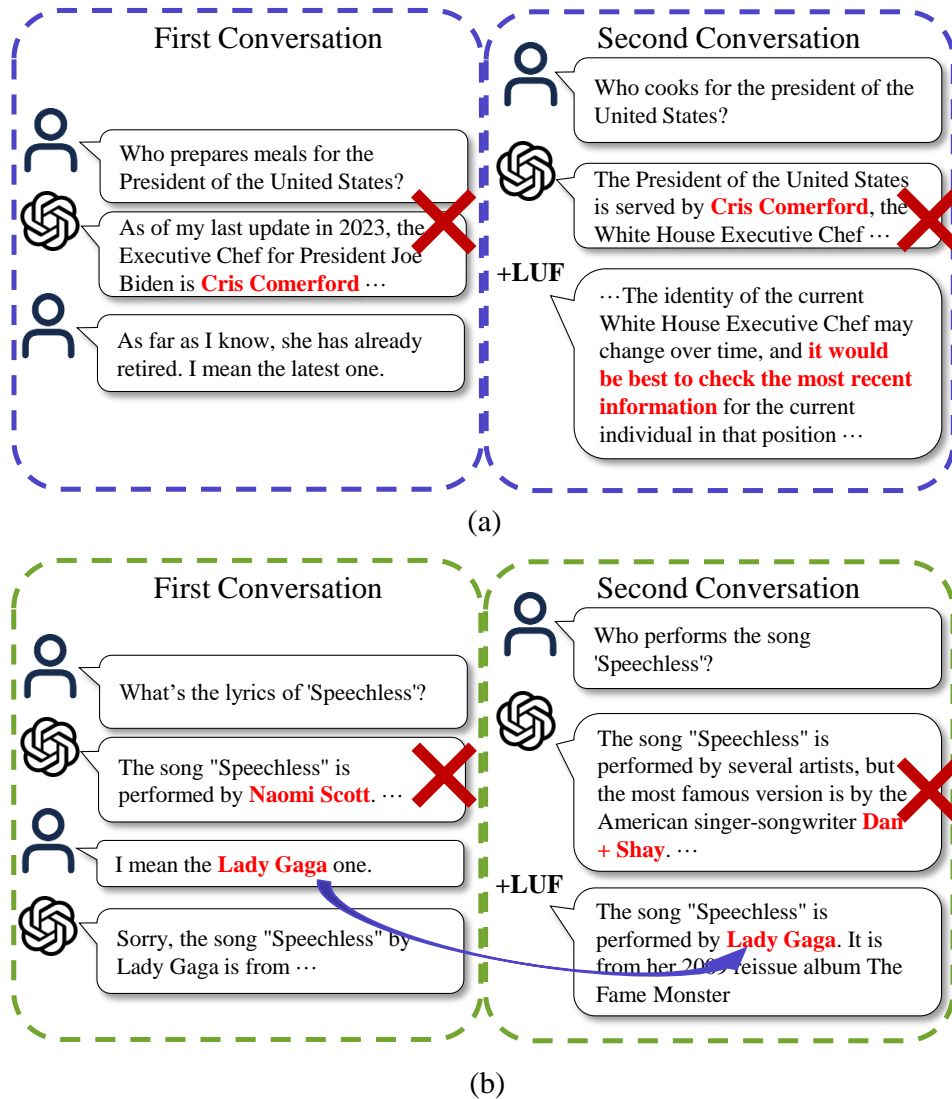 First Conversation
Who prepares meals for the
President of the United States?
As of my last update in 2023, the
Executive Chef for President Joe
Biden is Cris Comerford ···
As far as I know, she has already
retired. I mean the latest one.
Second Conversation
Who cooks for the president of the
United States?
The President of the United States
is served by Cris Comerford, the
White House Executive Chef ···
+LUF
···The identity of the current
White House Executive Chef may
change over time, and it would
be best to check the most recent
information for the current
individual in that position ···
(a)
First Conversation
What's the lyrics of 'Speechless'?
The song "Speechless" is
performed by Naomi Scott. ···
I mean the Lady Gaga one.
Sorry, the song "Speechless" by
Lady Gaga is from ···
Second Conversation
Who performs the song
'Speechless'?
The song "Speechless" is
performed by several artists, but
the most famous version is by the
American singer-songwriter Dan
+ Shay. ···
+LUF
The song "Speechless" is
performed by Lady Gaga. It is
from her 2009 reissue album The
Fame Monster
(b)